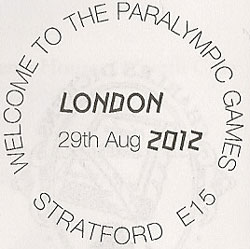 WELCOME TO THE PARALYMPIC GAMES
LONDON
29th Aug 2012
STRATFORD E15